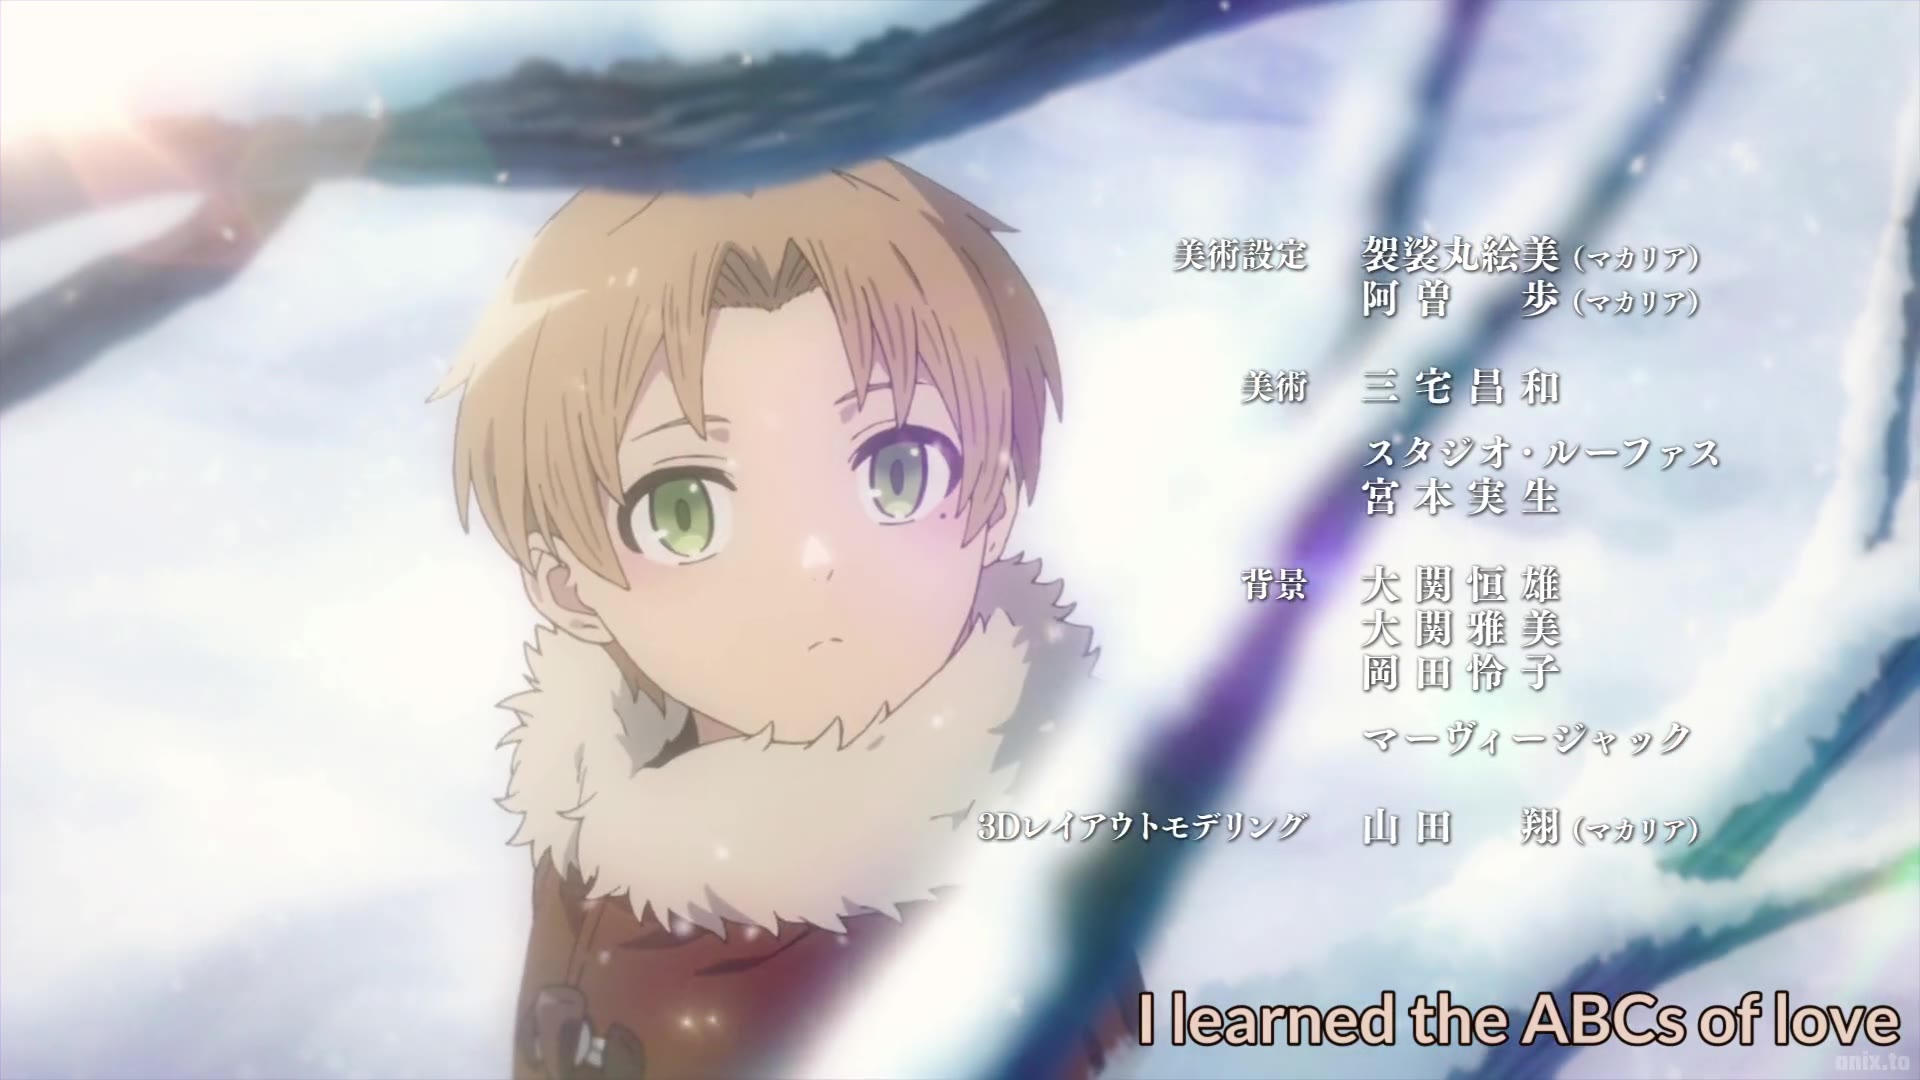 美術設定 袈裟丸絵美(マカリア)
阿曽 歩(マカリア)
美術 三宅昌和
スタジオ・ルーファス
宮本実生
背景 大関恒雄
大関雅美
岡田怜子
マーヴィージャック
3Dレイアウトモデリング 山田 翔(マカリア)
I learned the ABCs of love
anix.to